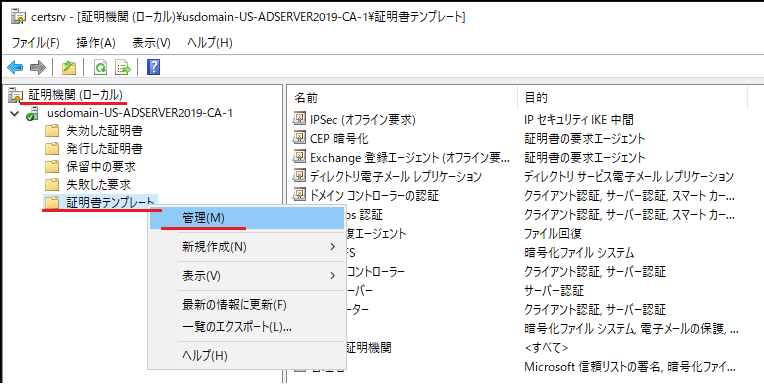 certsrv - [証明機関 (ローカル)¥usdomain-US-ADSERVER2019-CA-1¥証明書テンプレート]
ファイル(F) 操作(A) 表示(V) ヘルプ(H)
証明機関 (ローカル)
usdomain-US-ADSERVER2019-CA-1
失効した証明書
発行した証明書
保留中の要求
失敗した要求
証明書テンプレート
管理(M)
新規作成(N)
表示(V)
最新の情報に更新(F)
一覧のエクスポート(L)...
ヘルプ(H)
名前 目的
IPSec (オフライン要求) IP セキュリティ IKE 中間
CEP 暗号化 証明書の要求エージェント
Exchange 登録エージェント (オフライン要... 証明書の要求エージェント
ディレクトリ電子メール レプリケーション ディレクトリ サービス電子メール レプリケーション
ドメイン コントローラーの認証 クライアント認証, サーバー認証, スマート カー...
os 認証 クライアント認証, サーバー認証, スマート カー...
復エージェント ファイル回復
FS 暗号化ファイル システム
コントローラー クライアント認証, サーバー認証
ーバー サーバー認証
ーター クライアント認証, サーバー認証
暗号化ファイル システム, 電子メールの保護, ...
証明機関 <すべて>
Microsoft 信頼リストの署名, 暗号化ファイ...